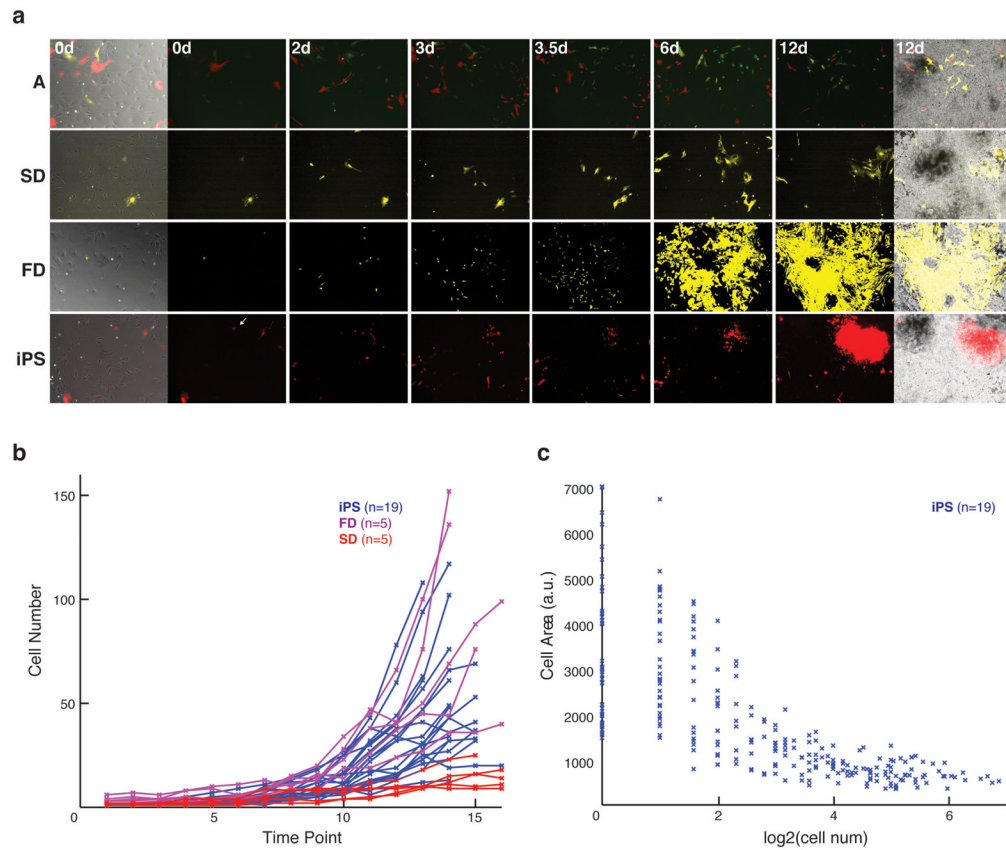 a
0d 0d 2d 3d 3.5d 6d 12d 12d
A
SD
FD
iPS
b
150
100
50
0 5 10 15
Cell Number
Time Point
iPS (n=19)
FD (n=5)
SD (n=5)
c
7000
6000
5000
4000
3000
2000
1000
0 2 4 6
Cell Area (a.u.)
log2(cell num)
iPS (n=19)